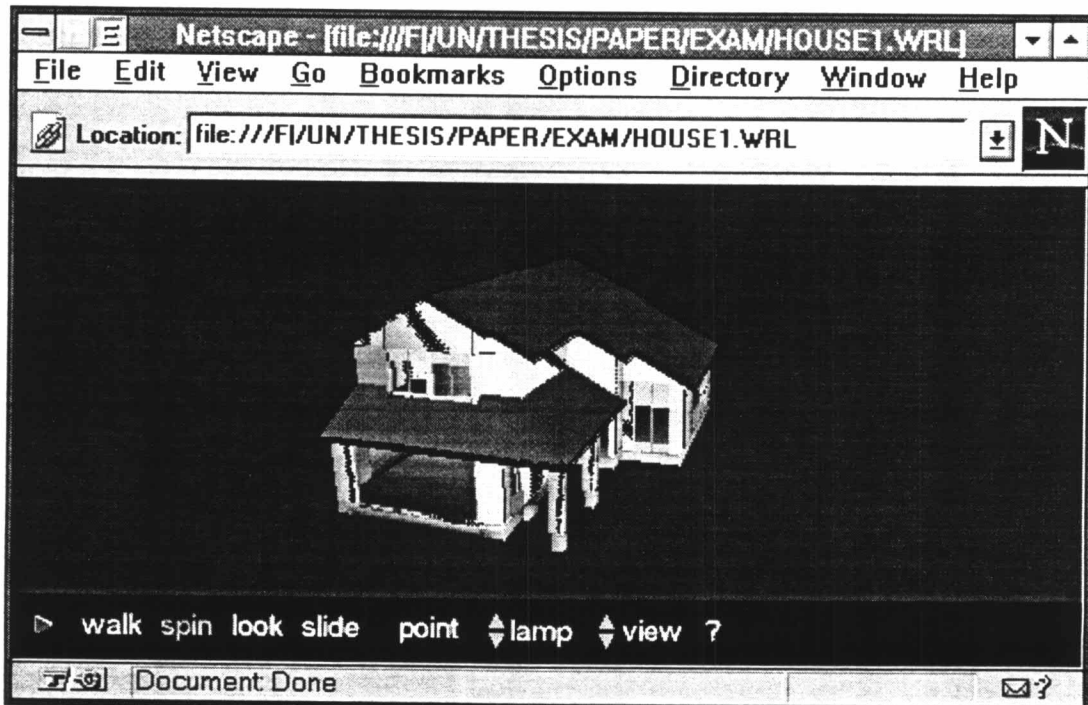 Netscape - [file:///F|/UN/THESIS/PAPER/EXAM/HOUSE1.WRL]
File Edit View Go Bookmarks Options Directory Window Help
Location: file:///F|/UN/THESIS/PAPER/EXAM/HOUSE1.WRL N
walk spin look slide point lamp view ?
Document: Done ?